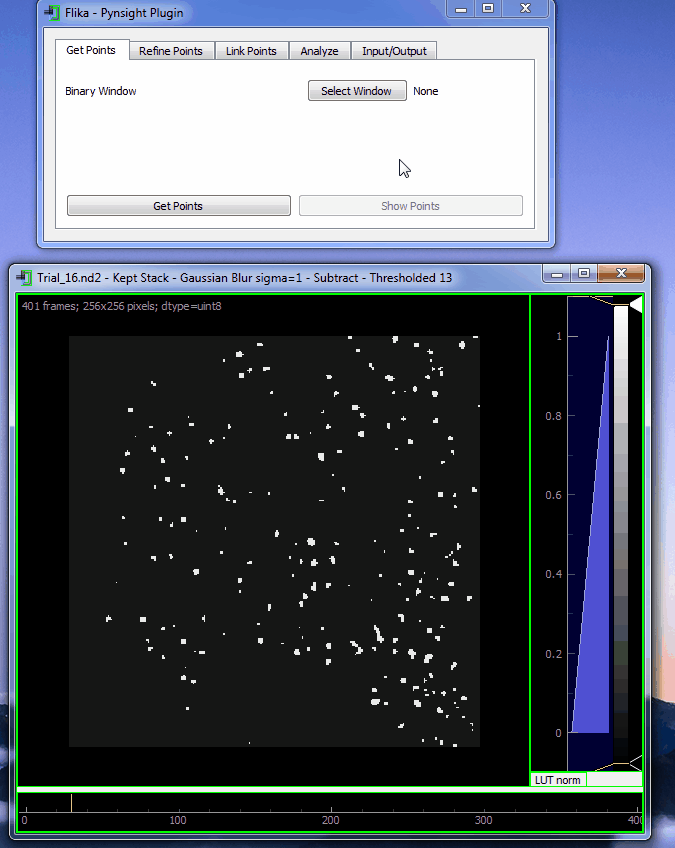 Flika - Pynsight Plugin
Get Points Refine Points Link Points Analyze Input/Output
Binary Window Select Window None
Get Points Show Points
Trial_16.nd2 - Kept Stack - Gaussian Blur sigma=1 - Subtract - Thresholded 13
401 frames; 256x256 pixels; dtype=uint8
1
0.8
0.6
0.4
0.2
0
LUT norm
0 100 200 300 400